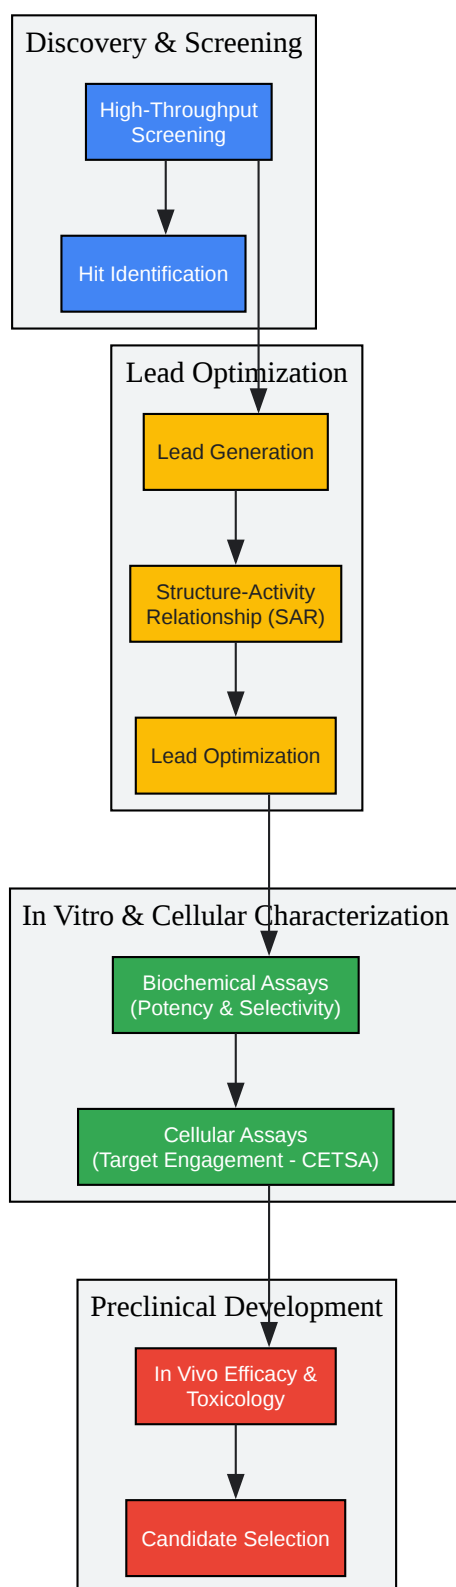 Discovery & Screening
High-Throughput
Screening
Hit Identification
Lead Optimization
Lead Generation
Structure-Activity
Relationship (SAR)
Lead Optimization
In Vitro & Cellular Characterization
Biochemical Assays
(Potency & Selectivity)
Cellular Assays
(Target Engagement - CETSA)
Preclinical Development
In Vivo Efficacy &
Toxicology
Candidate Selection